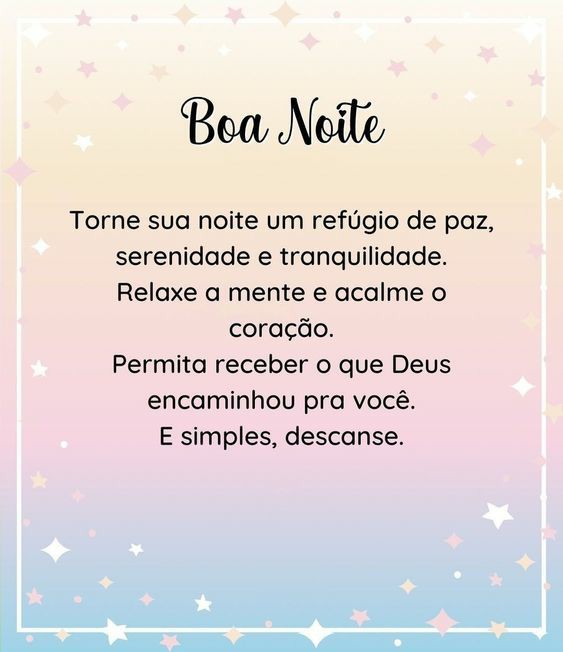 Boa Noite
Torne sua noite um refúgio de paz,
serenidade e tranquilidade.
Relaxe a mente e acalme o
coração.
Permita receber o que Deus
encaminhou pra você.
E simples, descanse.